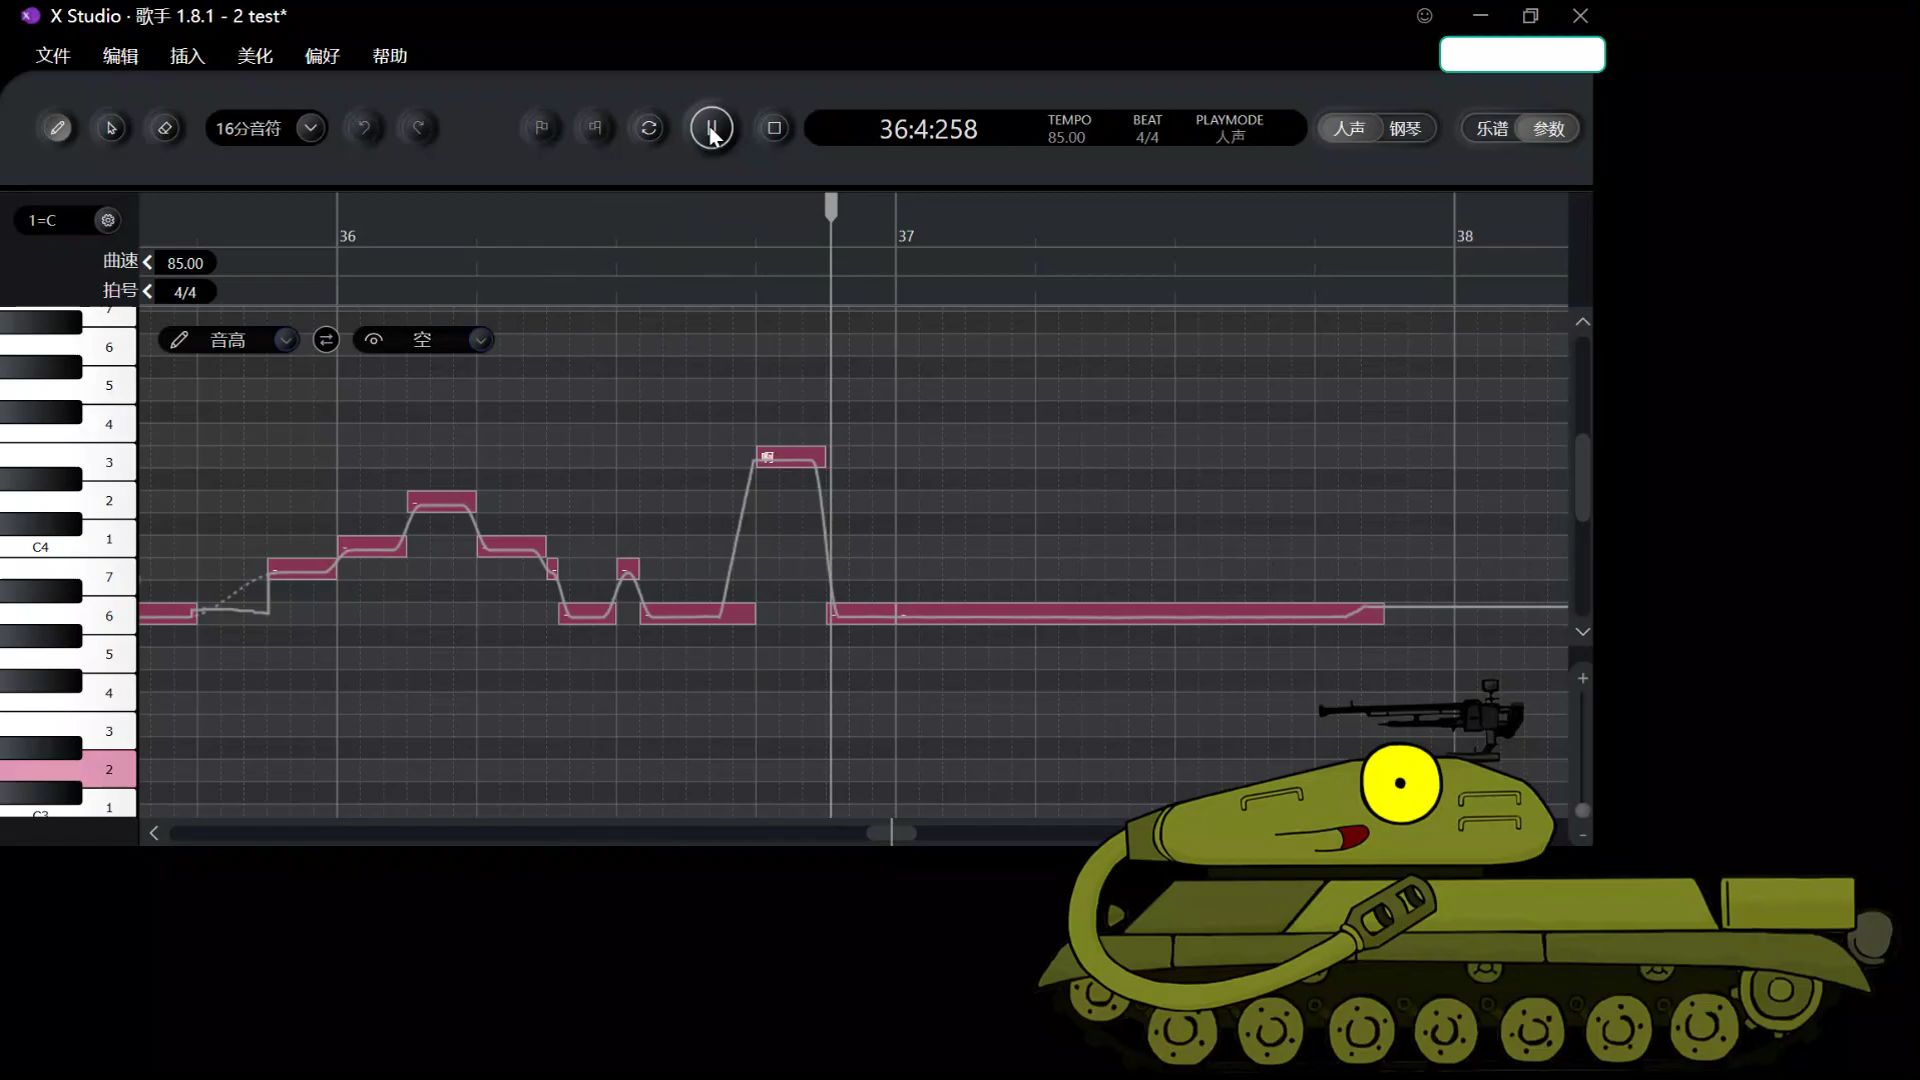 X Studio · 歌手 1.8.1 - 2 test*
文件 编辑 插入 美化 偏好 帮助
16分音符
36:4:258
TEMPO
85.00
BEAT
4/4
PLAYMODE
人声
人声 钢琴
乐谱 参数
1=C
36 37 38
曲速 85.00
拍号 4/4
音高 空
7
6
5
4
3
2
1
C4
7
6
5
4
3
2
1
C3
啊